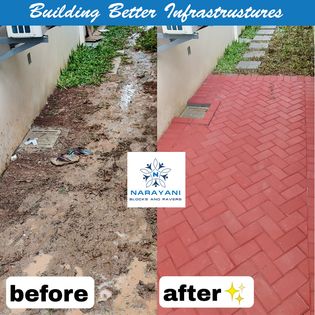 Building Better Infrastrustures
N
NARAYANI
BLOCKS AND PAVERS
before
after